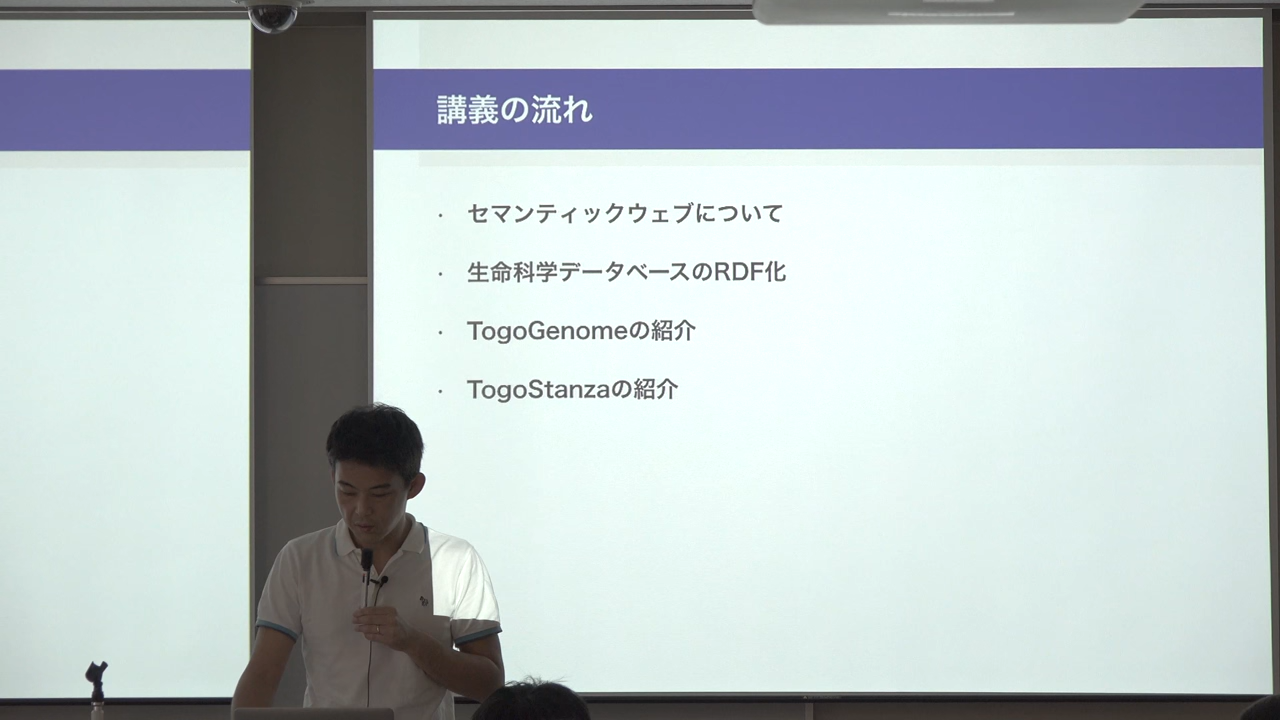 講義の流れ
・ セマンティックウェブについて
・ 生命科学データベースのRDF化
・ TogoGenomeの紹介
・ TogoStanzaの紹介